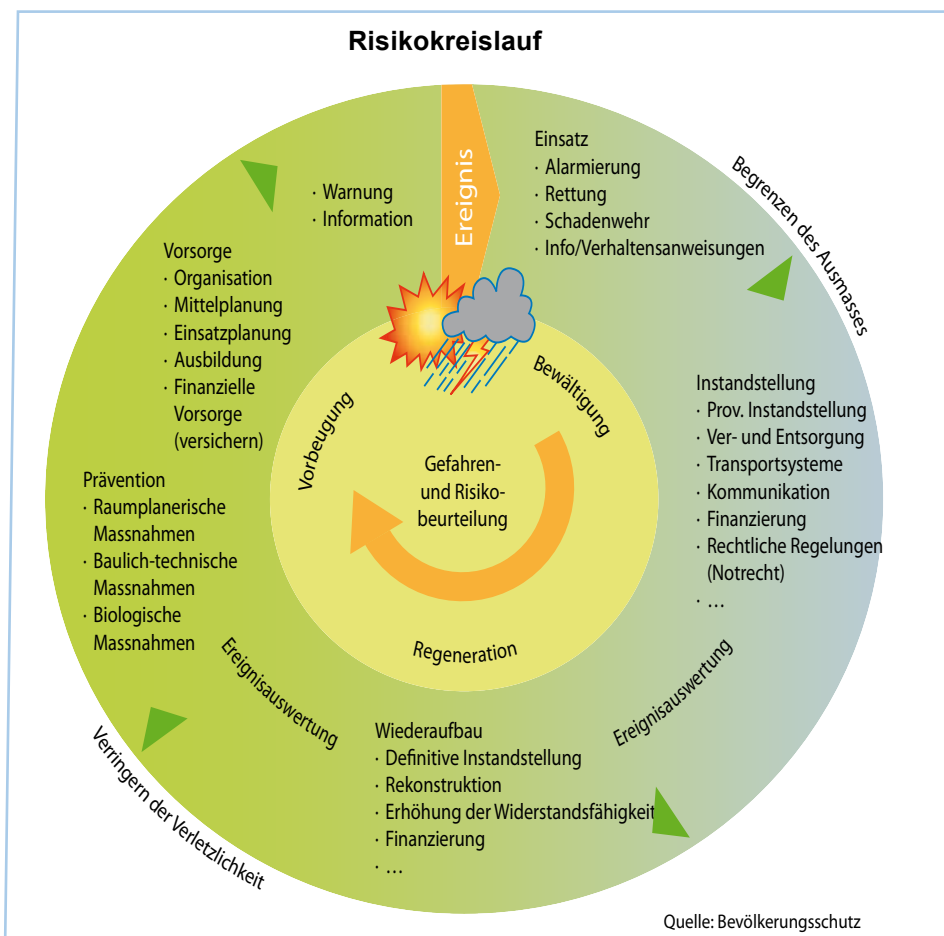 Risikokreislauf
Ereignis
Einsatz
· Alarmierung
· Rettung
· Schadenwehr
· Info/Verhaltensanweisungen
Begrenzen des Ausmasses
· Warnung
· Information
Vorsorge
· Organisation
· Mittelplanung
· Einsatzplanung
· Ausbildung
· Finanzielle
Vorsorge
(versichern)
Vorbeugung
Bewältigung
Gefahren-
und Risiko-
beurteilung
Regeneration
Instandstellung
· Prov. Instandstellung
· Ver- und Entsorgung
· Transportsysteme
· Kommunikation
· Finanzierung
· Rechtliche Regelungen
(Notrecht)
· …
Prävention
· Raumplanerische
Massnahmen
· Baulich-technische
Massnahmen
· Biologische
Massnahmen
Ereignisauswertung
Ereignisauswertung
Verringern der Verletzlichkeit
Wiederaufbau
· Definitive Instandstellung
· Rekonstruktion
· Erhöhung der Widerstandsfähigkeit
· Finanzierung
· …
Quelle: Bevölkerungsschutz